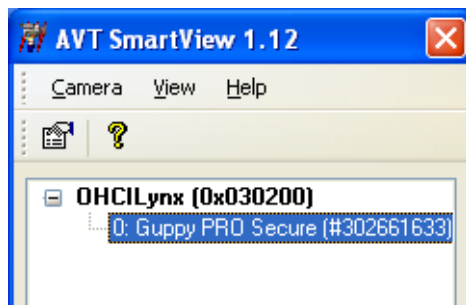 AVT SmartView 1.12
Camera View Help
OHCILynx (0x030200)
0: Guppy PRO Secure (#302661633)